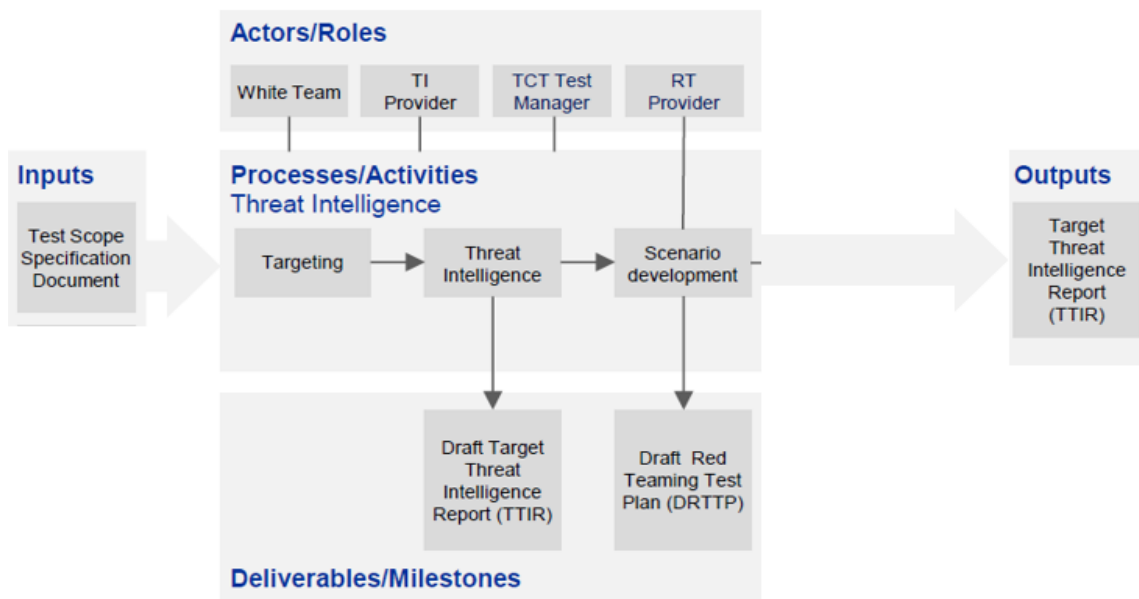 Actors/Roles
White Team
TI
Provider
TCT Test
Manager
RT
Provider
Inputs
Test Scope
Specification
Document
Processes/Activities
Threat Intelligence
Targeting
Threat
Intelligence
Scenario
development
Outputs
Target
Threat
Intelligence
Report
(TTIR)
Draft Target
Threat
Intelligence
Report (TTIR)
Draft Red
Teaming Test
Plan (DRTTP)
Deliverables/Milestones